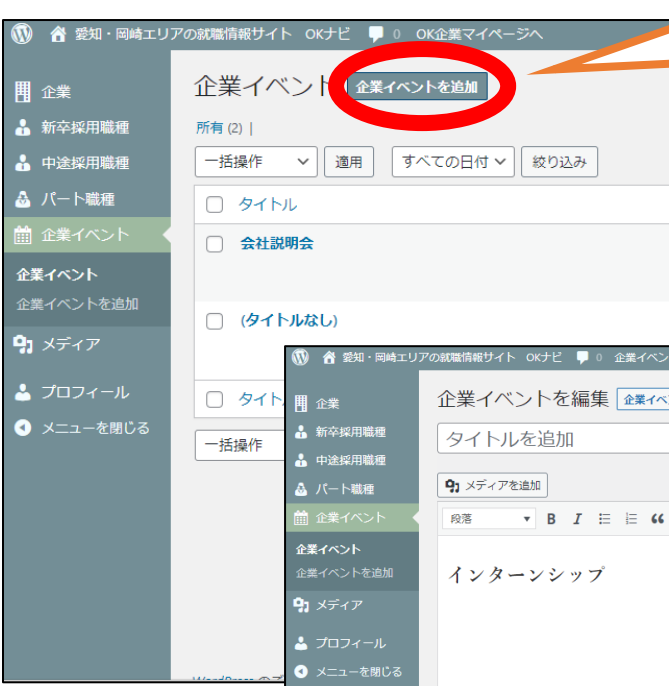 愛知・岡崎エリアの就職情報サイト OKナビ 0 OK企業マイページへ
企業
新卒採用職種
中途採用職種
パート職種
企業イベント
企業イベント
企業イベントを追加
メディア
プロフィール
メニューを閉じる
企業イベント 企業イベントを追加
所有 (2) |
一括操作 適用 すべての日付 絞り込み
タイトル
会社説明会
(タイトルなし)
タイト
一括操作
愛知・岡崎エリアの就職情報サイト OKナビ 0 企業イベン
企業
新卒採用職種
中途採用職種
パート職種
企業イベント
企業イベント
企業イベントを追加
メディア
プロフィール
メニューを閉じる
企業イベントを編集 企業イベ
タイトルを追加
メディアを追加
段落 B I
インターンシップ